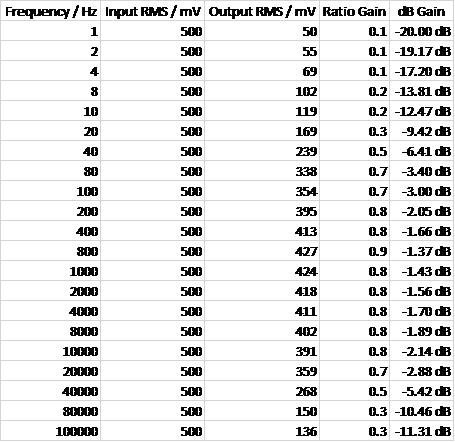 Frequency / Hz Input RMS / mV Output RMS / mV Ratio Gain dB Gain
1 500 50 0.1 -20.00 dB
2 500 55 0.1 -19.17 dB
4 500 69 0.1 -17.20 dB
8 500 102 0.2 -13.81 dB
10 500 119 0.2 -12.47 dB
20 500 169 0.3 -9.42 dB
40 500 239 0.5 -6.41 dB
80 500 338 0.7 -3.40 dB
100 500 354 0.7 -3.00 dB
200 500 395 0.8 -2.05 dB
400 500 413 0.8 -1.66 dB
800 500 427 0.9 -1.37 dB
1000 500 424 0.8 -1.43 dB
2000 500 418 0.8 -1.56 dB
4000 500 411 0.8 -1.70 dB
8000 500 402 0.8 -1.89 dB
10000 500 391 0.8 -2.14 dB
20000 500 359 0.7 -2.88 dB
40000 500 268 0.5 -5.42 dB
80000 500 150 0.3 -10.46 dB
100000 500 136 0.3 -11.31 dB